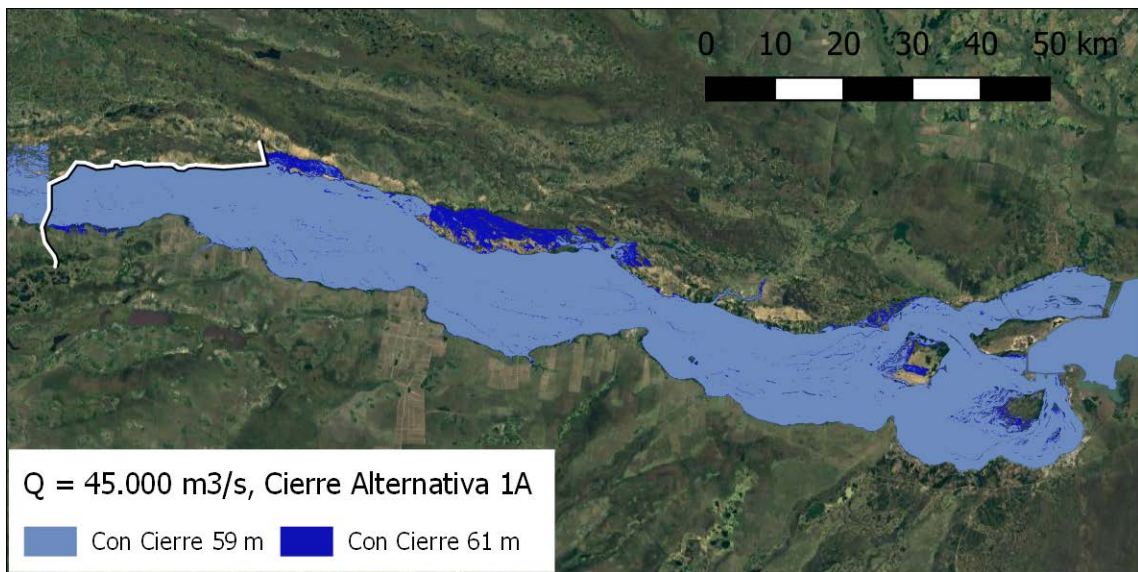 0 10 20 30 40 50 km
Q = 45.000 m3/s, Cierre Alternativa 1A
Con Cierre 59 m Con Cierre 61 m